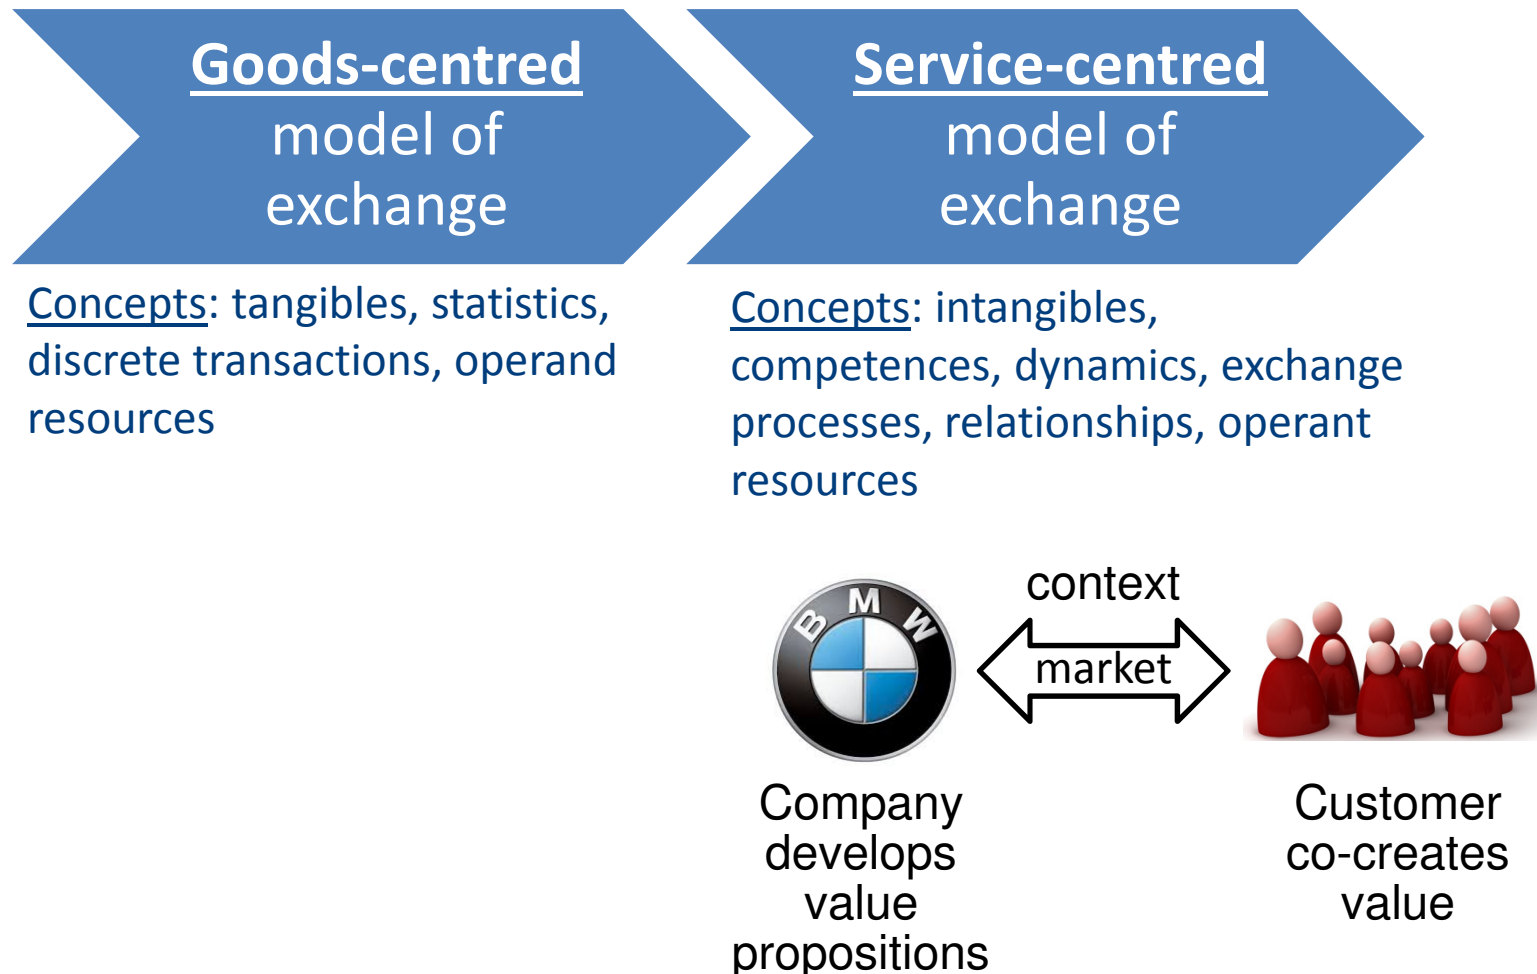 Goods-centred
model of
exchange
Service-centred
model of
exchange
Concepts: tangibles, statistics,
discrete transactions, operand
resources
Concepts: intangibles,
competences, dynamics, exchange
processes, relationships, operant
resources
BMW
context
market
Company
develops
value
propositions
Customer
co-creates
value